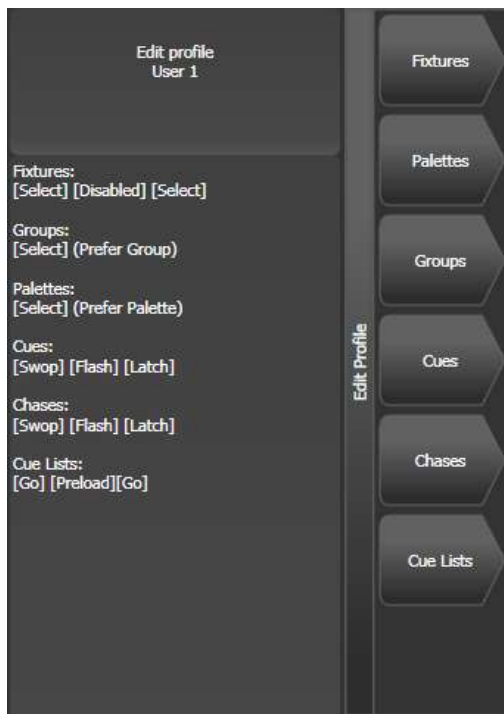 Edit profile
User 1
Fixtures:
[Select] [Disabled] [Select]
Groups:
[Select] (Prefer Group)
Palettes:
[Select] (Prefer Palette)
Cues:
[Swop] [Flash] [Latch]
Chases:
[Swop] [Flash] [Latch]
Cue Lists:
[Go] [Preload][Go]
Edit Profile
Fixtures
Palettes
Groups
Cues
Chases
Cue Lists